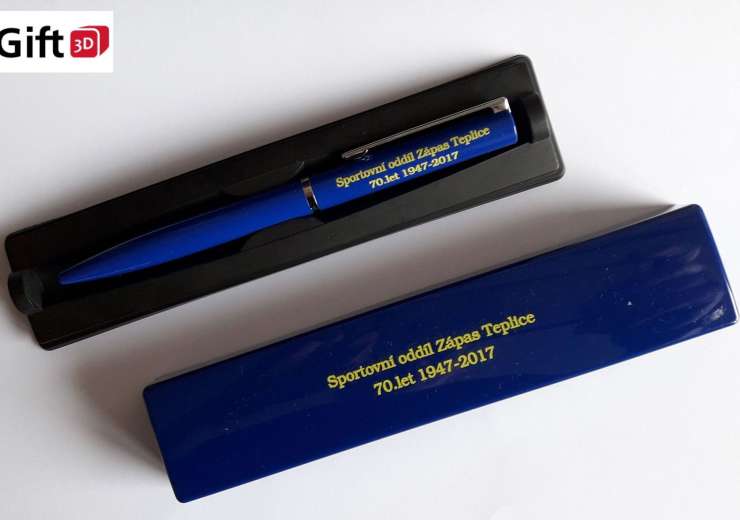 Gift 3D
Sportovní oddíl Zápas Teplice
70.let 1947-2017
Sportovní oddíl Zápas Teplice
70.let 1947-2017